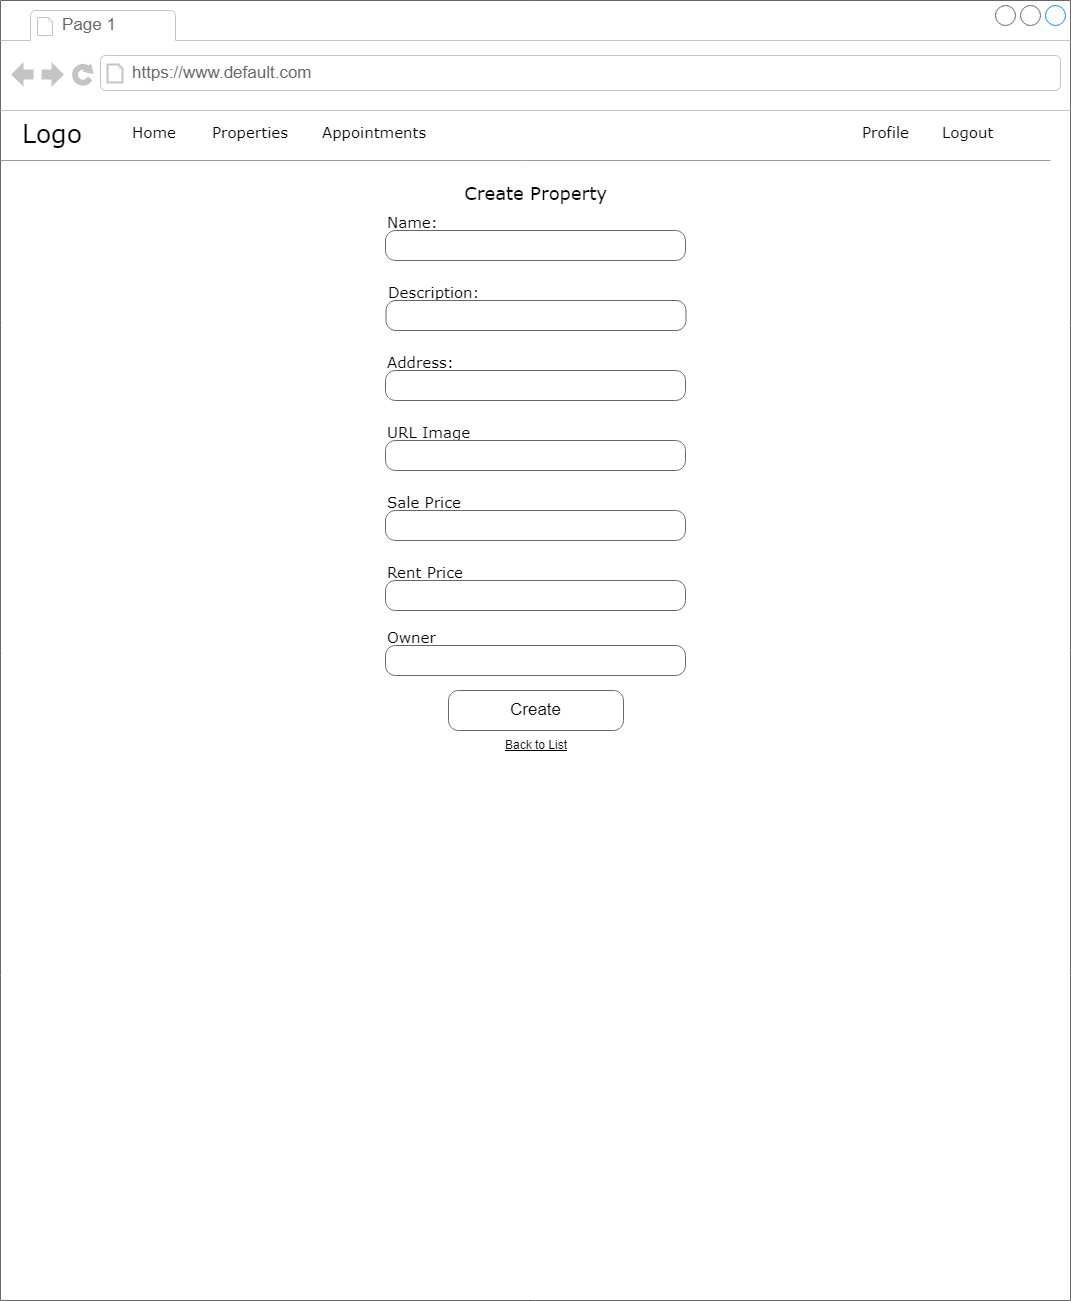 Page 1
https://www.default.com
Logo Home Properties Appointments Profile Logout
Create Property
Name:
Description:
Address:
URL Image
Sale Price
Rent Price
Owner
Create
Back to List